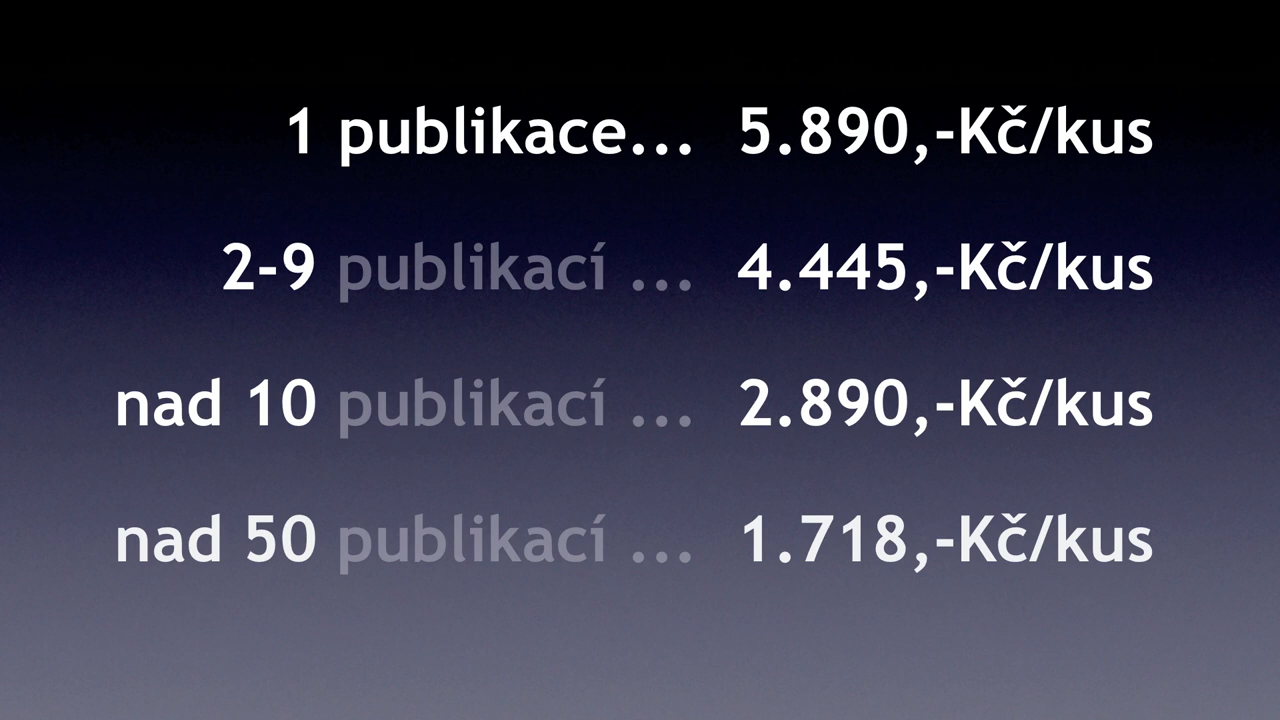 1 publikace... 5.890,-Kč/kus
2-9 publikací ... 4.445,-Kč/kus
nad 10 publikací ... 2.890,-Kč/kus
nad 50 publikací ... 1.718,-Kč/kus